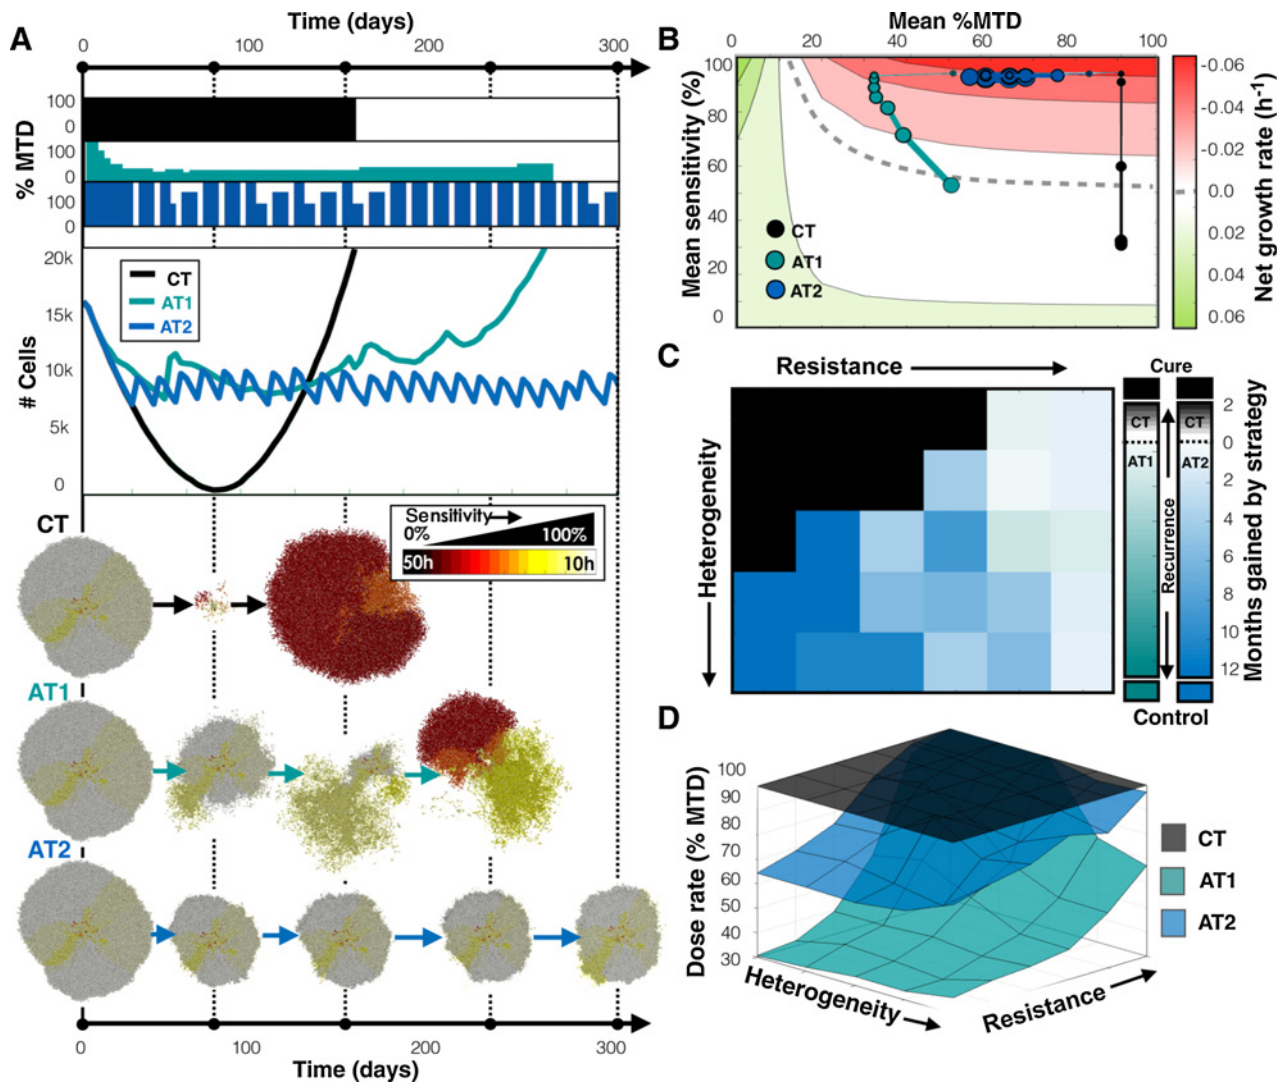 A
Time (days)
0 100 200 300
% MTD
100
0
100
0
100
0
# Cells
20k
15k
10k
5k
0
CT
AT1
AT2
Sensitivity
0% 100%
50h 10h
CT
AT1
AT2
0 100 200 300
Time (days)
B
Mean %MTD
0 20 40 60 80 100
Mean sensitivity (%)
100
80
60
40
20
0
CT
AT1
AT2
Net growth rate (h-1)
-0.06
-0.04
-0.02
0.0
0.02
0.04
0.06
C
Resistance
Heterogeneity
Cure
CT CT
AT1 AT2
Recurrence
2
0
2
4
6
8
10
12
Months gained by strategy
Control
D
Dose rate (% MTD)
100
90
80
70
60
50
40
30
Heterogeneity
Resistance
CT
AT1
AT2